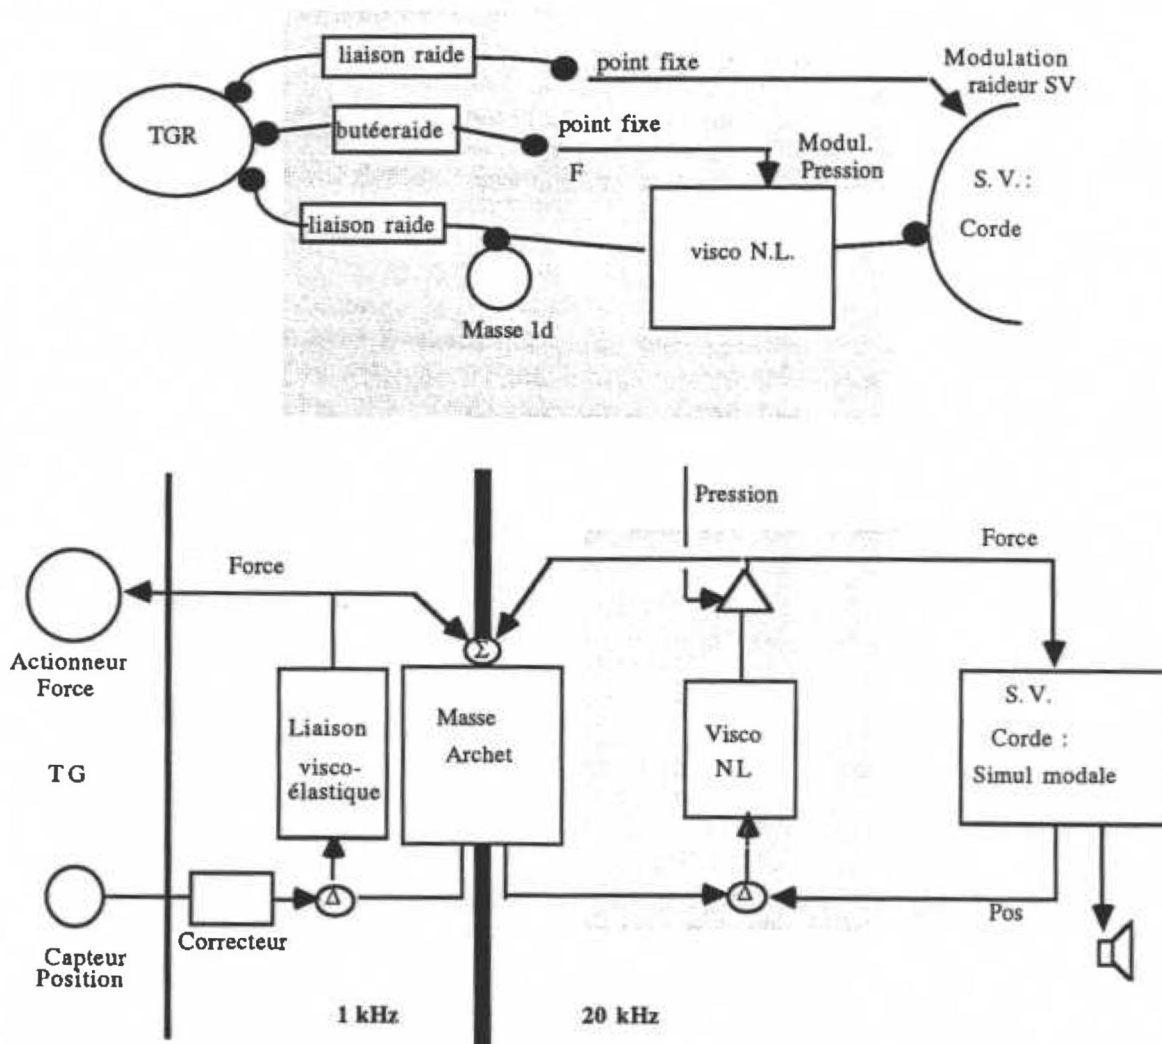 liaison raide
point fixe
Modulation
raideur SV
TGR
butéeraide
point fixe
F
Modul.
Pression
S. V. :
Corde
liaison raide
visco N.L.
Masse 1d
Pression
Force
Force
Σ
Actionneur
Force
TG
Liaison
visco-
élastique
Masse
Archet
Visco
NL
S. V.
Corde :
Simul modale
Δ
Δ
Pos
Correcteur
Capteur
Position
1 kHz
20 kHz